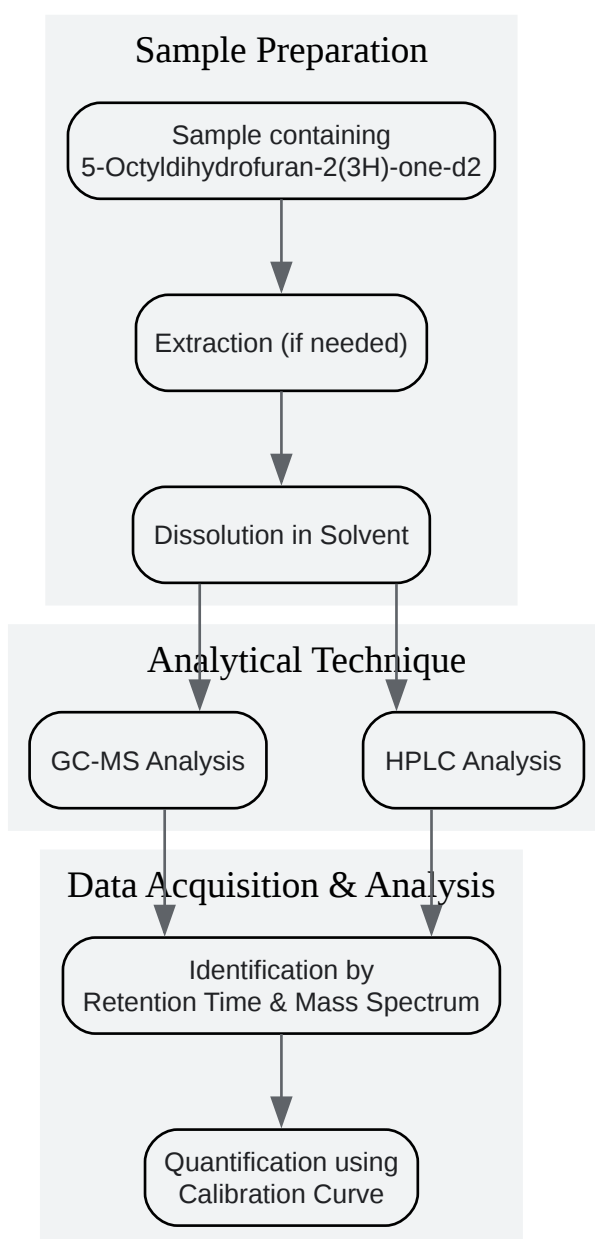 Sample Preparation
Sample containing
5-Octyldihydrofuran-2(3H)-one-d2
Extraction (if needed)
Dissolution in Solvent
Analytical Technique
GC-MS Analysis
HPLC Analysis
Data Acquisition & Analysis
Identification by
Retention Time & Mass Spectrum
Quantification using
Calibration Curve